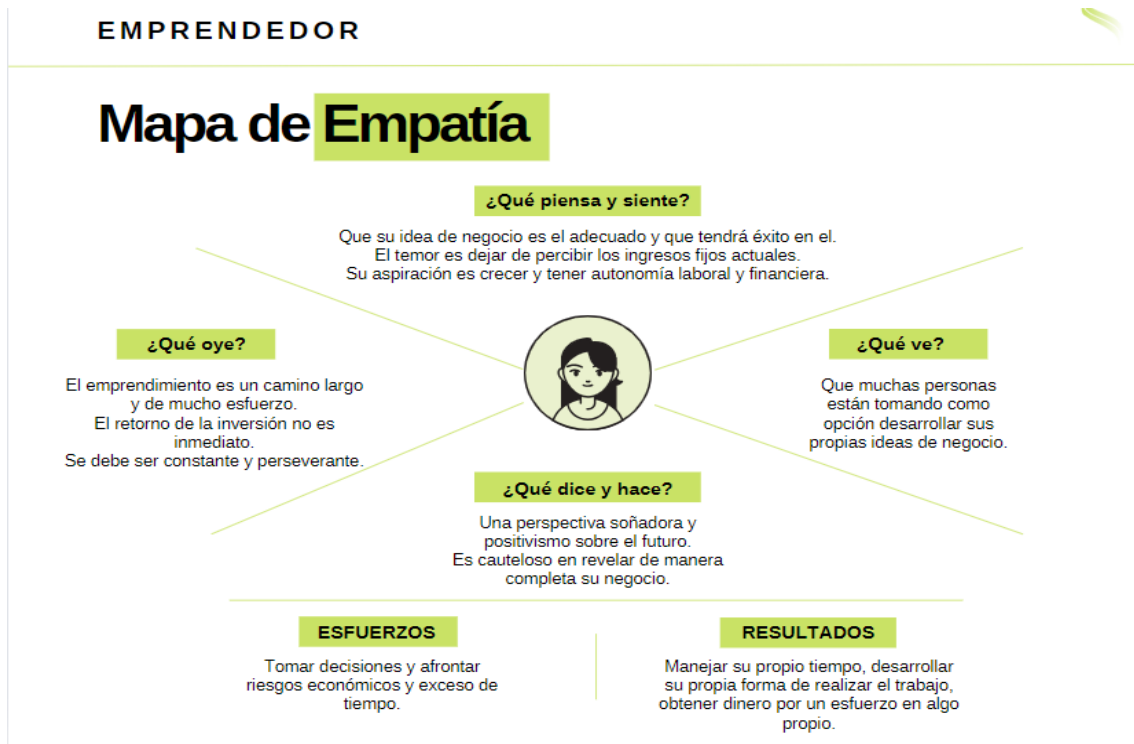 EMPRENDEDOR
Mapa de Empatía
¿Qué piensa y siente?
Que su idea de negocio es el adecuado y que tendrá éxito en el.
El temor es dejar de percibir los ingresos fijos actuales.
Su aspiración es crecer y tener autonomía laboral y financiera.
¿Qué oye?
El emprendimiento es un camino largo
y de mucho esfuerzo.
El retorno de la inversión no es
inmediato.
Se debe ser constante y perseverante.
¿Qué ve?
Que muchas personas
están tomando como
opción desarrollar sus
propias ideas de negocio.
¿Qué dice y hace?
Una perspectiva soñadora y
positivismo sobre el futuro.
Es cauteloso en revelar de manera
completa su negocio.
ESFUERZOS
Tomar decisiones y afrontar
riesgos económicos y exceso de
tiempo.
RESULTADOS
Manejar su propio tiempo, desarrollar
su propia forma de realizar el trabajo,
obtener dinero por un esfuerzo en algo
propio.